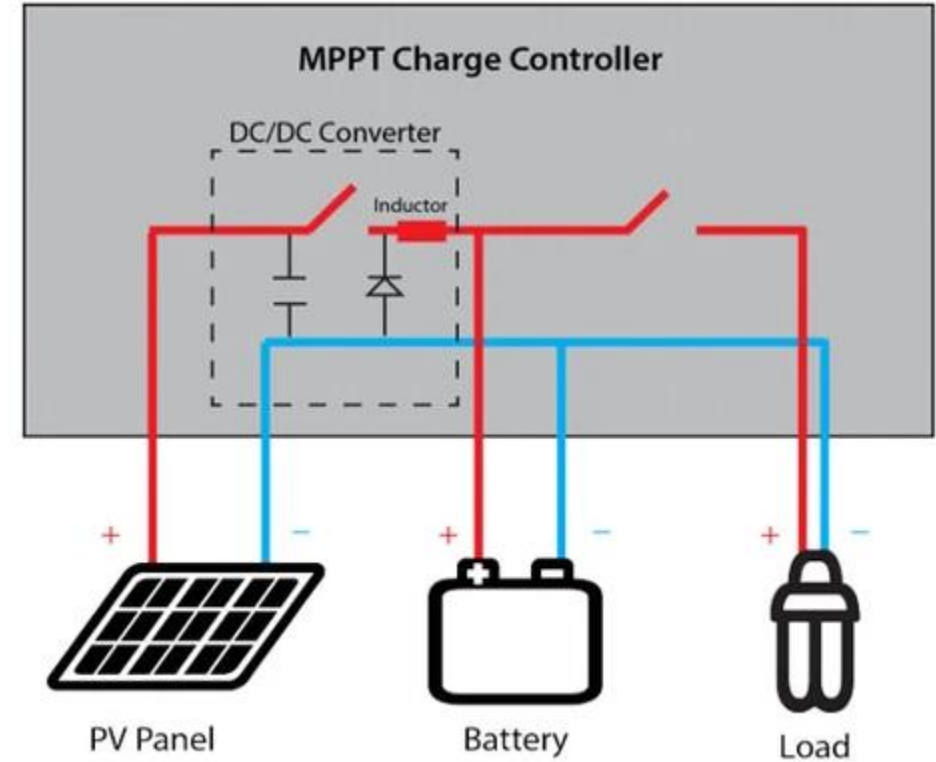 MPPT Charge Controller
DC/DC Converter
Inductor
+ − + − + −
PV Panel
Battery
Load